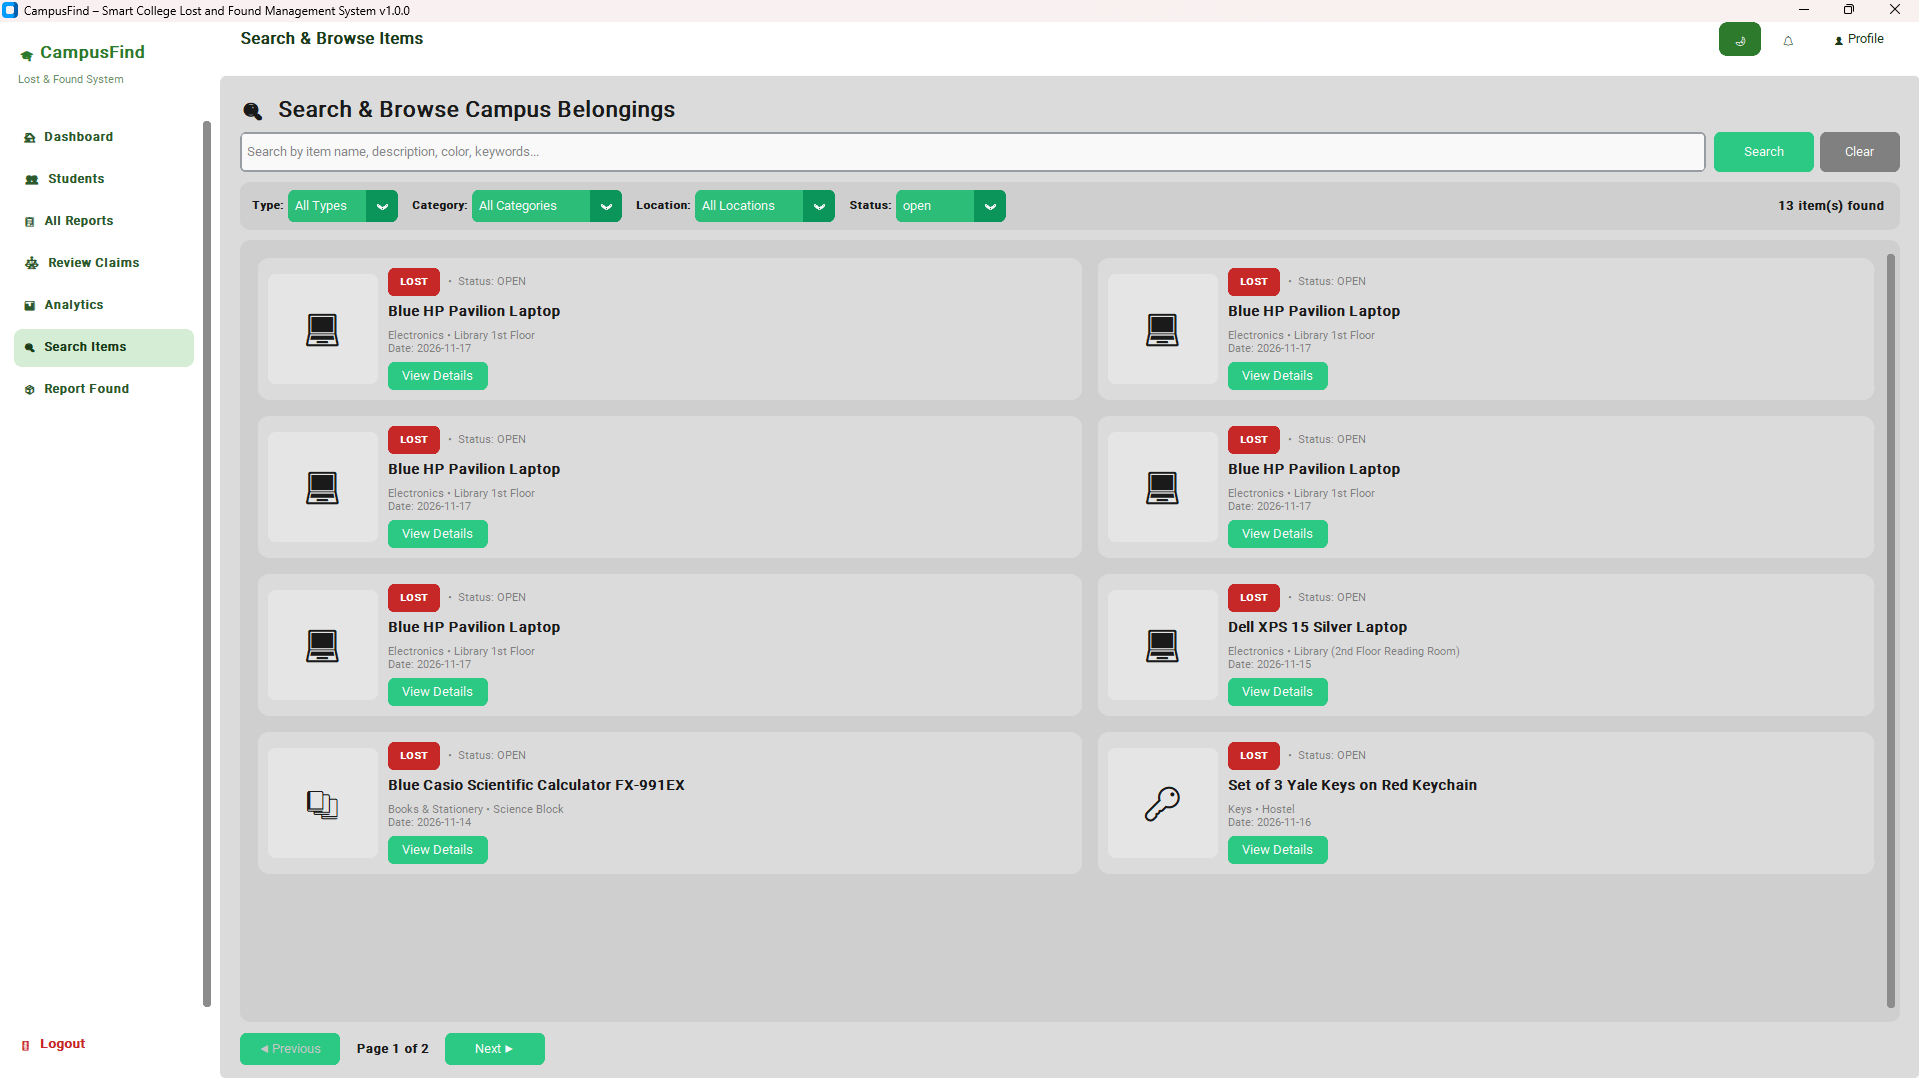 CampusFind – Smart College Lost and Found Management System v1.0.0
CampusFind
Lost & Found System
Dashboard
Students
All Reports
Review Claims
Analytics
Search Items
Report Found
Logout
Search & Browse Items
Profile
Search & Browse Campus Belongings
Search by item name, description, color, keywords...
Search
Clear
Type: All Types Category: All Categories Location: All Locations Status: open 13 item(s) found
LOST • Status: OPEN
Blue HP Pavilion Laptop
Electronics • Library 1st Floor
Date: 2026-11-17
View Details
LOST • Status: OPEN
Blue HP Pavilion Laptop
Electronics • Library 1st Floor
Date: 2026-11-17
View Details
LOST • Status: OPEN
Blue HP Pavilion Laptop
Electronics • Library 1st Floor
Date: 2026-11-17
View Details
LOST • Status: OPEN
Blue HP Pavilion Laptop
Electronics • Library 1st Floor
Date: 2026-11-17
View Details
LOST • Status: OPEN
Blue HP Pavilion Laptop
Electronics • Library 1st Floor
Date: 2026-11-17
View Details
LOST • Status: OPEN
Dell XPS 15 Silver Laptop
Electronics • Library (2nd Floor Reading Room)
Date: 2026-11-15
View Details
LOST • Status: OPEN
Blue Casio Scientific Calculator FX-991EX
Books & Stationery • Science Block
Date: 2026-11-14
View Details
LOST • Status: OPEN
Set of 3 Yale Keys on Red Keychain
Keys • Hostel
Date: 2026-11-16
View Details
◀ Previous Page 1 of 2 Next ▶